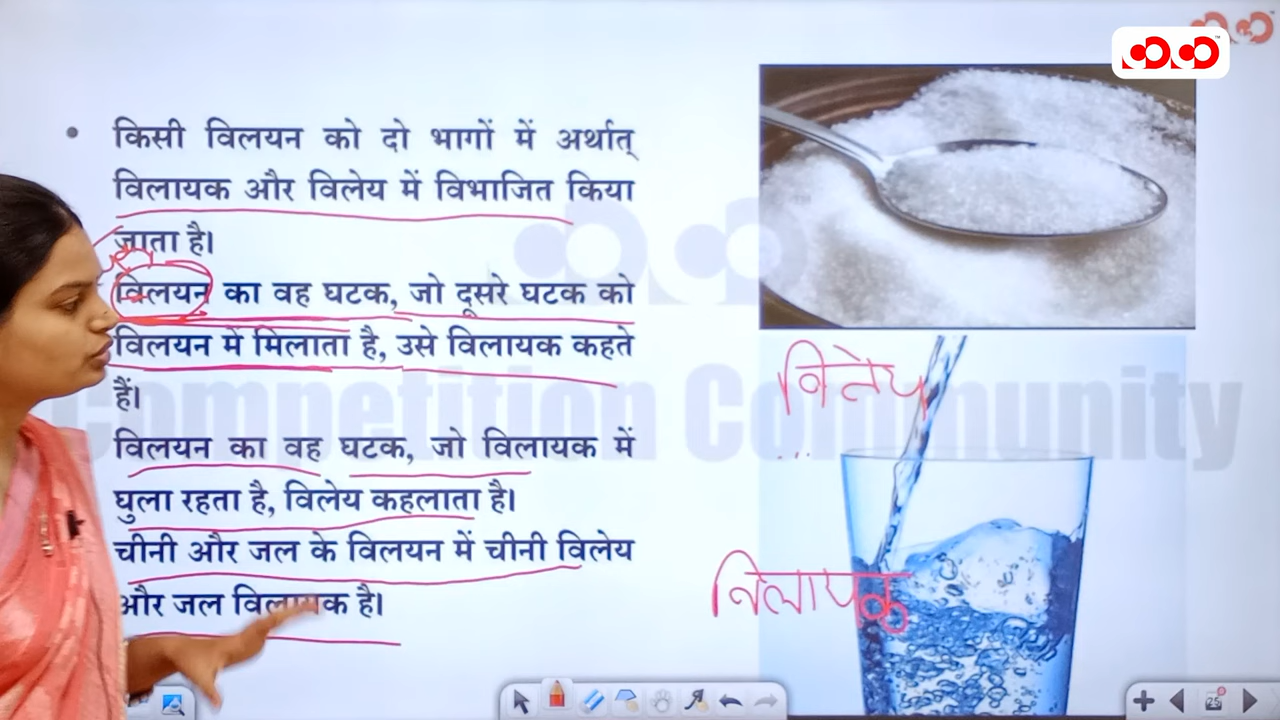 किसी विलयन को दो भागों में अर्थात्
विलायक और विलेय में विभाजित किया
जाता है।
विलयन का वह घटक, जो दूसरे घटक को
विलयन में मिलाता है, उसे विलायक कहते
हैं।
विलयन का वह घटक, जो विलायक में
घुला रहता है, विलेय कहलाता है।
चीनी और जल के विलयन में चीनी विलेय
और जल विलायक है।
विलेय
विलायक
Competition Community
25